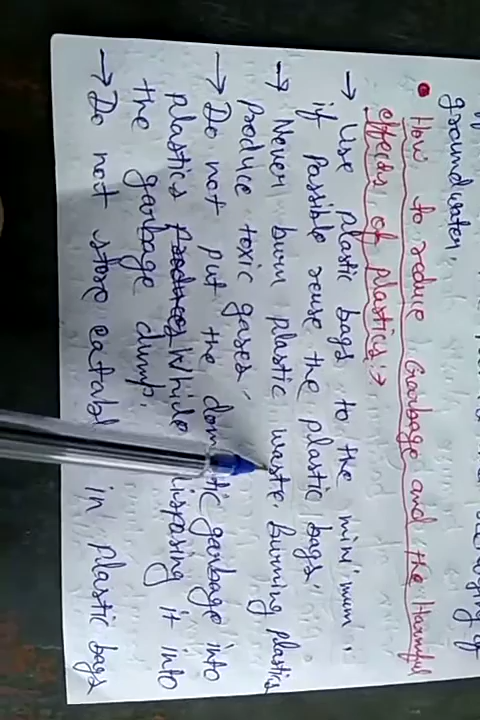 groundwater.
• How to reduce Garbage and the Harmful
effects of plastics:→
→ Use plastic bags to the minimum,
if possible reuse the plastic bags.
→ Never burn plastic waste. Burning plastics
produce toxic gases.
→ Do not put the garbage into
plastics while disposing it into
the garbage dump.
→ Do not store in plastic bags